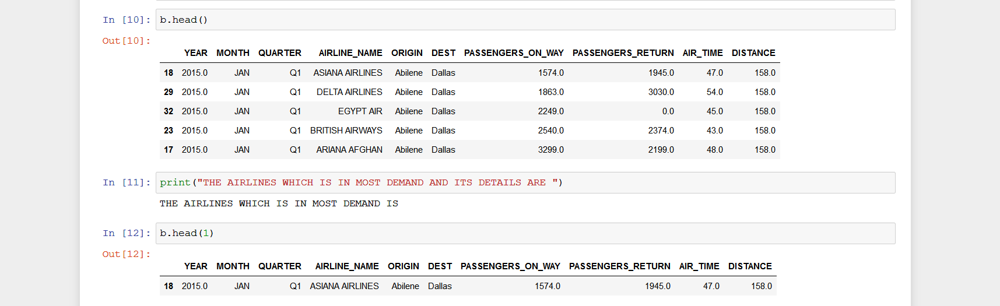 In [10]: b.head()
Out[10]:
YEAR MONTH QUARTER AIRLINE_NAME ORIGIN DEST PASSENGERS_ON_WAY PASSENGERS_RETURN AIR_TIME DISTANCE
18 2015.0 JAN Q1 ASIANA AIRLINES Abilene Dallas 1574.0 1945.0 47.0 158.0
29 2015.0 JAN Q1 DELTA AIRLINES Abilene Dallas 1863.0 3030.0 54.0 158.0
32 2015.0 JAN Q1 EGYPT AIR Abilene Dallas 2249.0 0.0 45.0 158.0
23 2015.0 JAN Q1 BRITISH AIRWAYS Abilene Dallas 2540.0 2374.0 43.0 158.0
17 2015.0 JAN Q1 ARIANA AFGHAN Abilene Dallas 3299.0 2199.0 48.0 158.0
In [11]: print("THE AIRLINES WHICH IS IN MOST DEMAND AND ITS DETAILS ARE ")
THE AIRLINES WHICH IS IN MOST DEMAND IS
In [12]: b.head(1)
Out[12]:
YEAR MONTH QUARTER AIRLINE_NAME ORIGIN DEST PASSENGERS_ON_WAY PASSENGERS_RETURN AIR_TIME DISTANCE
18 2015.0 JAN Q1 ASIANA AIRLINES Abilene Dallas 1574.0 1945.0 47.0 158.0